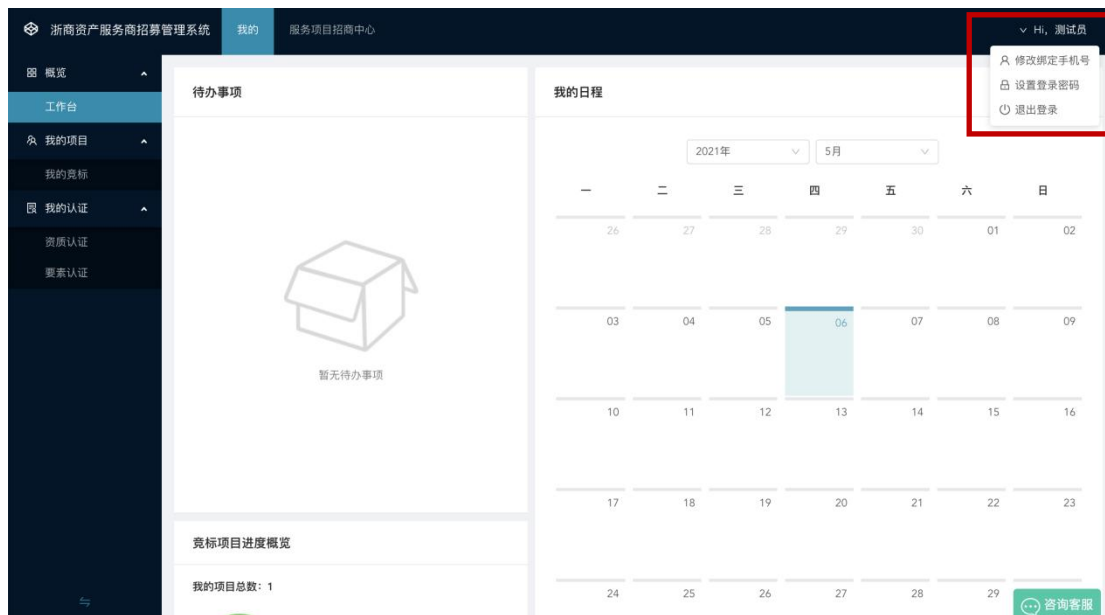 浙商资产服务商招募管理系统 我的 服务项目招商中心 Hi, 测试员
修改绑定手机号
设置登录密码
退出登录
概览
工作台
我的项目
我的竞标
我的认证
资质认证
要素认证
待办事项
暂无待办事项
竞标项目进度概览
我的项目总数: 1
我的日程
2021年 5月
一 二 三 四 五 六 日
26 27 28 29 30 01 02
03 04 05 06 07 08 09
10 11 12 13 14 15 16
17 18 19 20 21 22 23
24 25 26 27 28 29
咨询客服